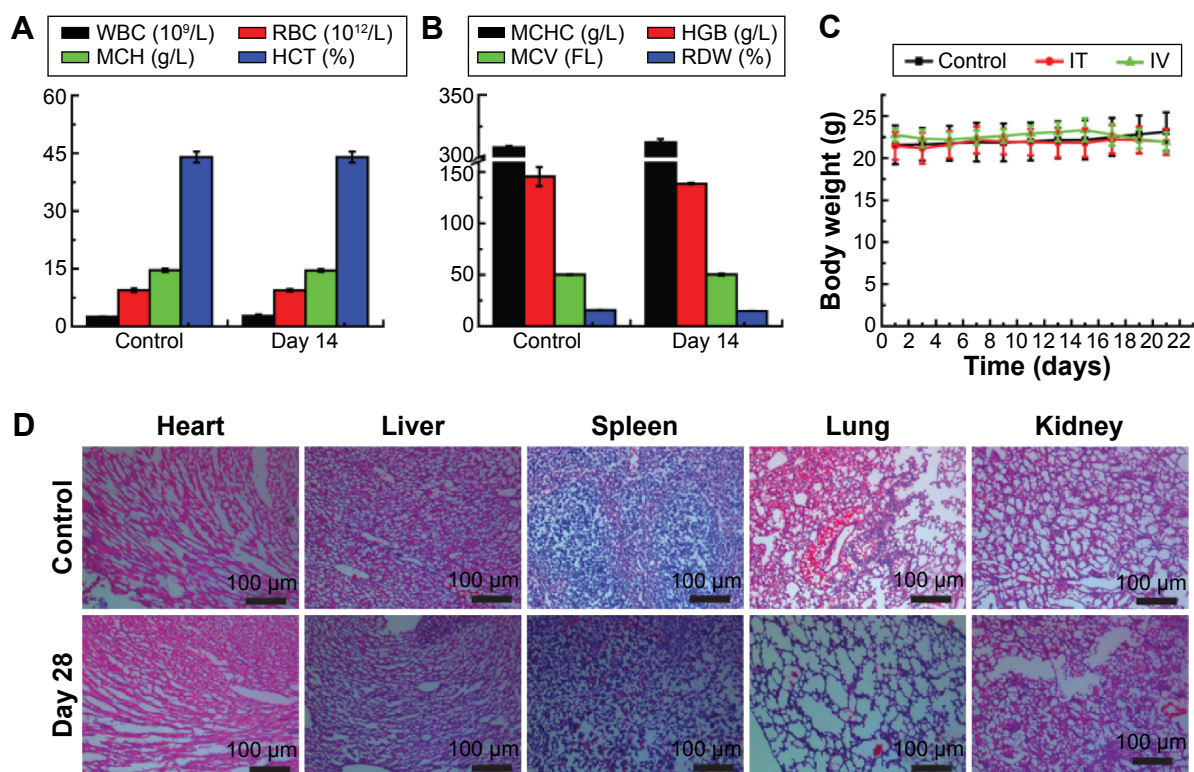 A
WBC (10⁹/L) RBC (10¹²/L)
MCH (g/L) HCT (%)
60
45
30
15
0
Control Day 14
B
MCHC (g/L) HGB (g/L)
MCV (FL) RDW (%)
350
300
150
100
50
0
Control Day 14
C
Control IT IV
Body weight (g)
25
20
15
10
5
0
0 2 4 6 8 10 12 14 16 18 20 22
Time (days)
D
Heart Liver Spleen Lung Kidney
Control
100 µm 100 µm 100 µm 100 µm 100 µm
Day 28
100 µm 100 µm 100 µm 100 µm 100 µm